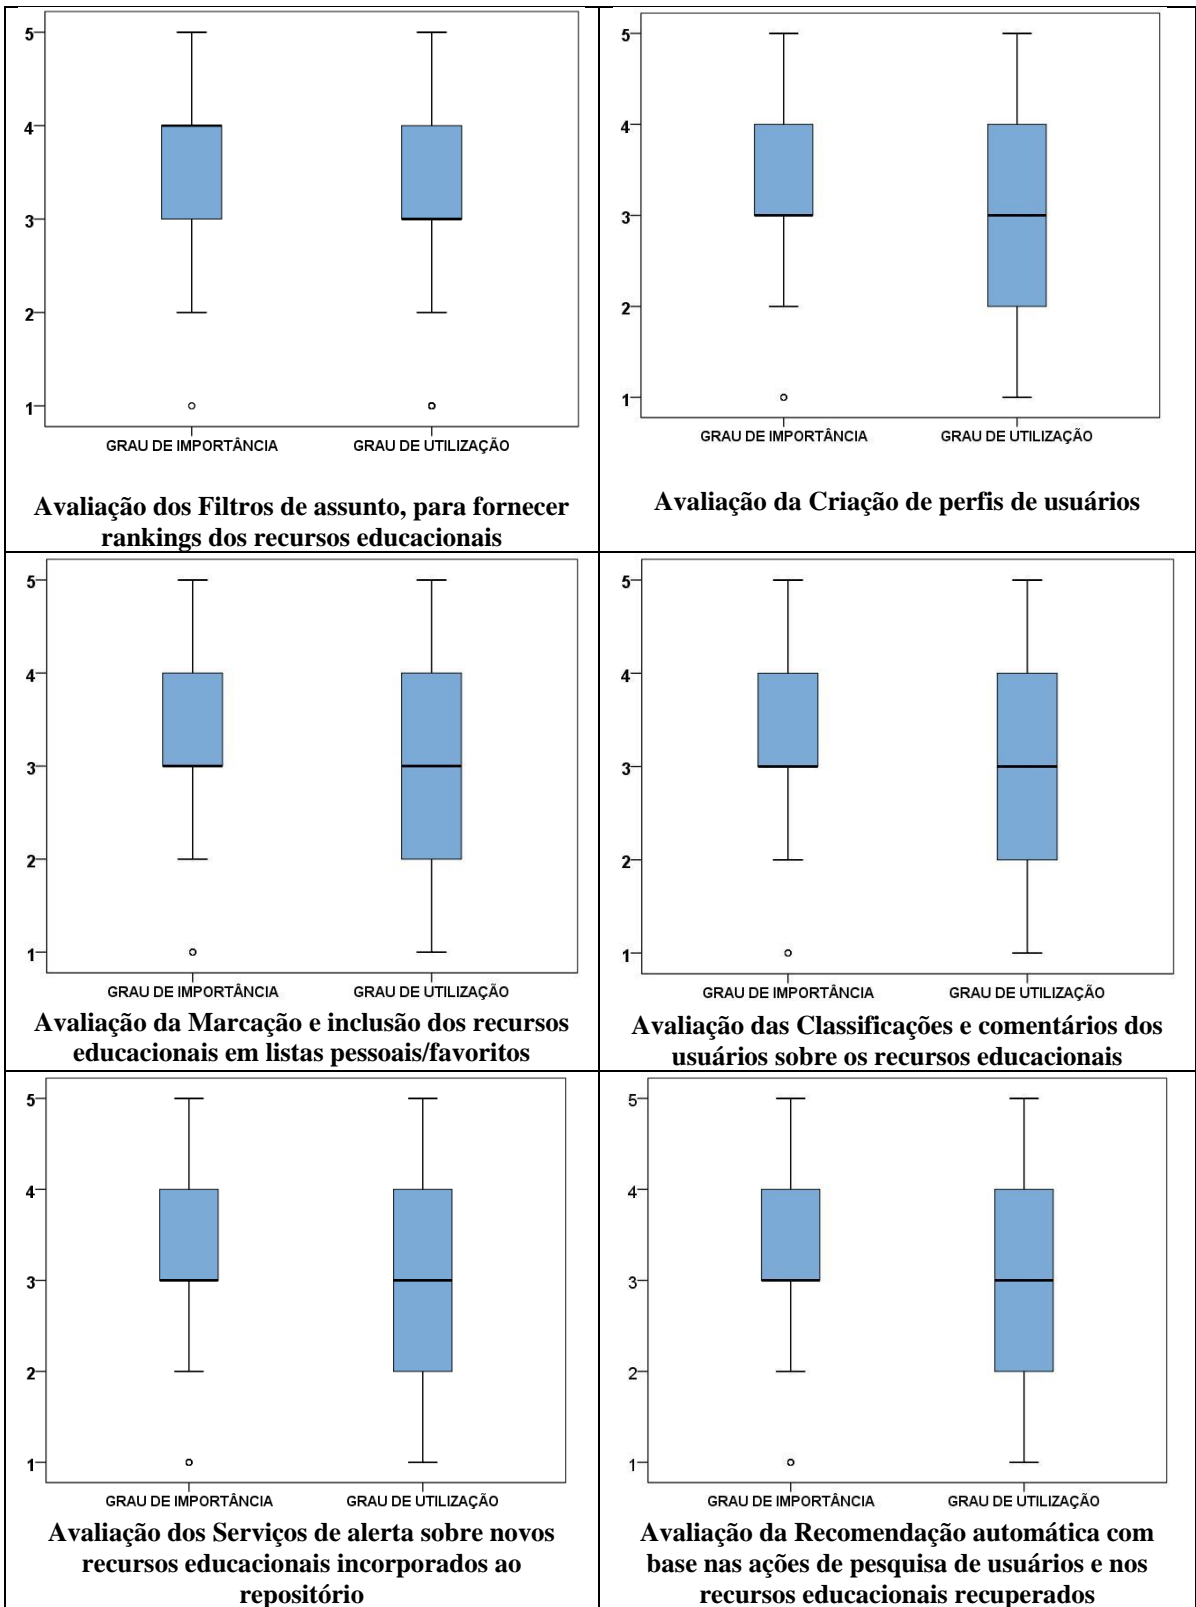 5
4
3
2
1
GRAU DE IMPORTÂNCIA
GRAU DE UTILIZAÇÃO
Avaliação dos Filtros de assunto, para fornecer
rankings dos recursos educacionais
5
4
3
2
1
GRAU DE IMPORTÂNCIA
GRAU DE UTILIZAÇÃO
Avaliação da Criação de perfis de usuários
5
4
3
2
1
GRAU DE IMPORTÂNCIA
GRAU DE UTILIZAÇÃO
Avaliação da Marcação e inclusão dos recursos
educacionais em listas pessoais/favoritos
5
4
3
2
1
GRAU DE IMPORTÂNCIA
GRAU DE UTILIZAÇÃO
Avaliação das Classificações e comentários dos
usuários sobre os recursos educacionais
5
4
3
2
1
GRAU DE IMPORTÂNCIA
GRAU DE UTILIZAÇÃO
Avaliação dos Serviços de alerta sobre novos
recursos educacionais incorporados ao
repositório
5
4
3
2
1
GRAU DE IMPORTÂNCIA
GRAU DE UTILIZAÇÃO
Avaliação da Recomendação automática com
base nas ações de pesquisa de usuários e nos
recursos educacionais recuperados